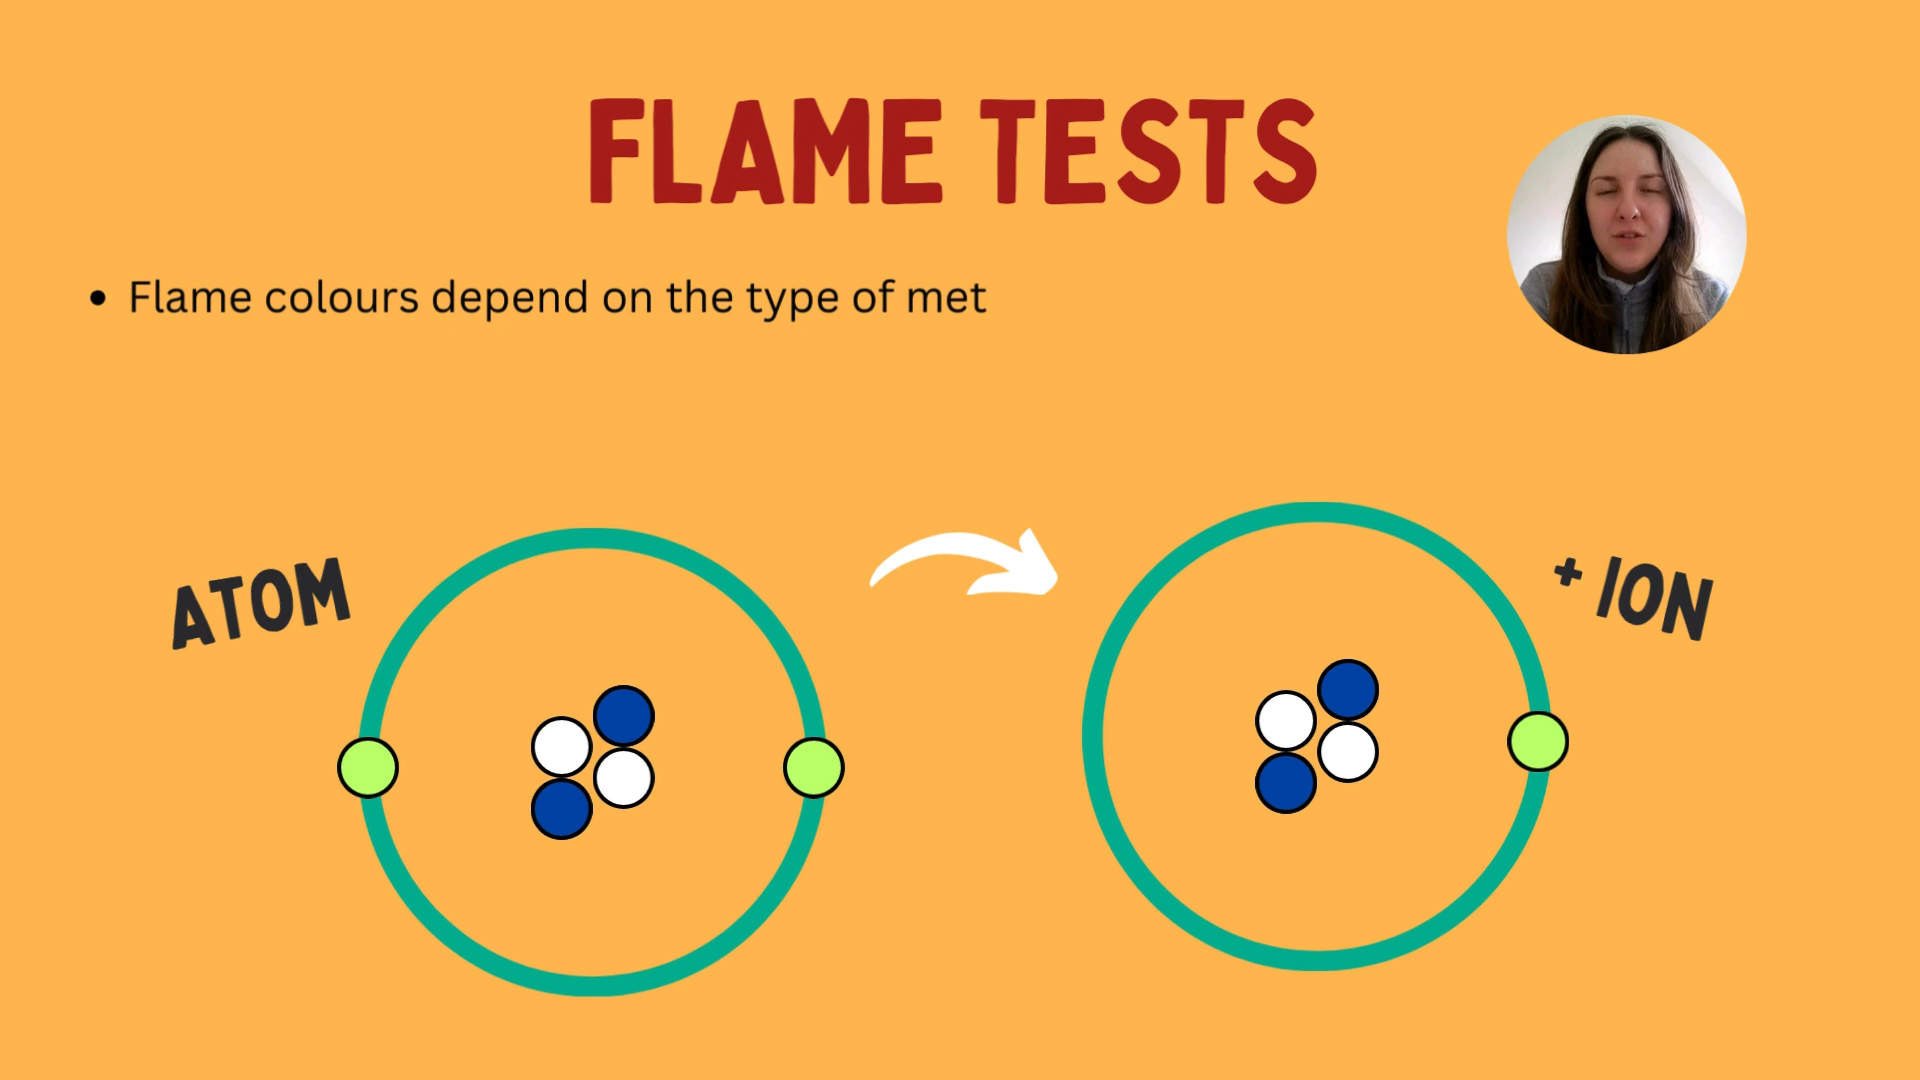 FLAME TESTS
• Flame colours depend on the type of met
ATOM
+ ION